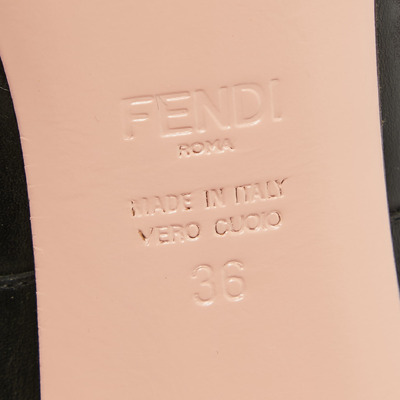 FENDI
ROMA
MADE IN ITALY
VERO CUOIO
36